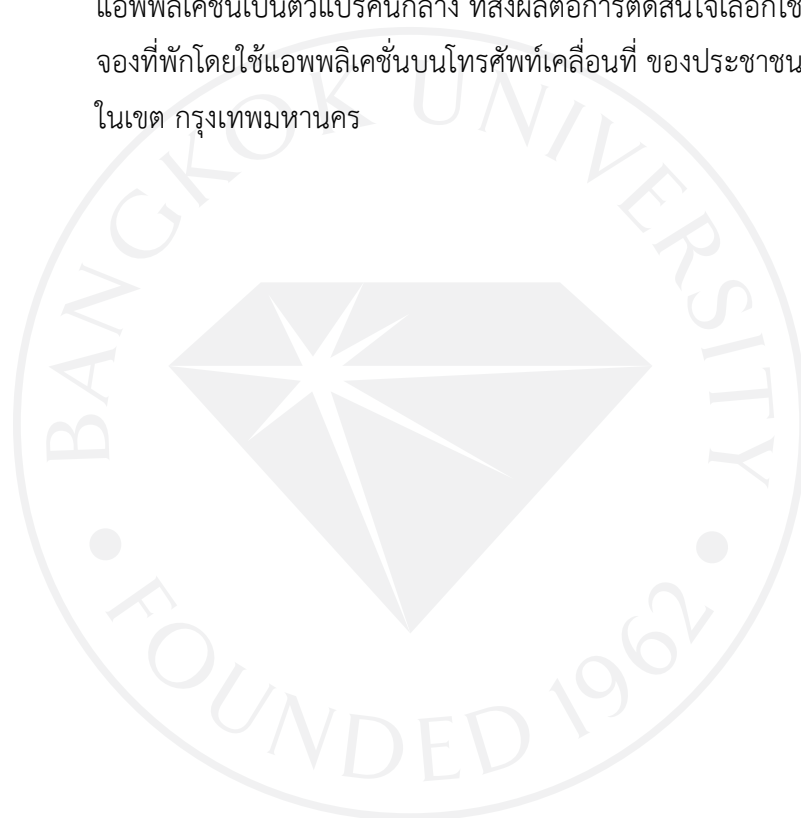 แอพพลิเคชั่นเป็นตัวแปรคั่นกลาง ที่ส่งผลต่อการตัดสินใจเลือกใช้
จองที่พักโดยใช้แอพพลิเคชั่นบนโทรศัพท์เคลื่อนที่ ของประชาชน
ในเขต กรุงเทพมหานคร
BANGKOK UNIVERSITY
FOUNDED 1962